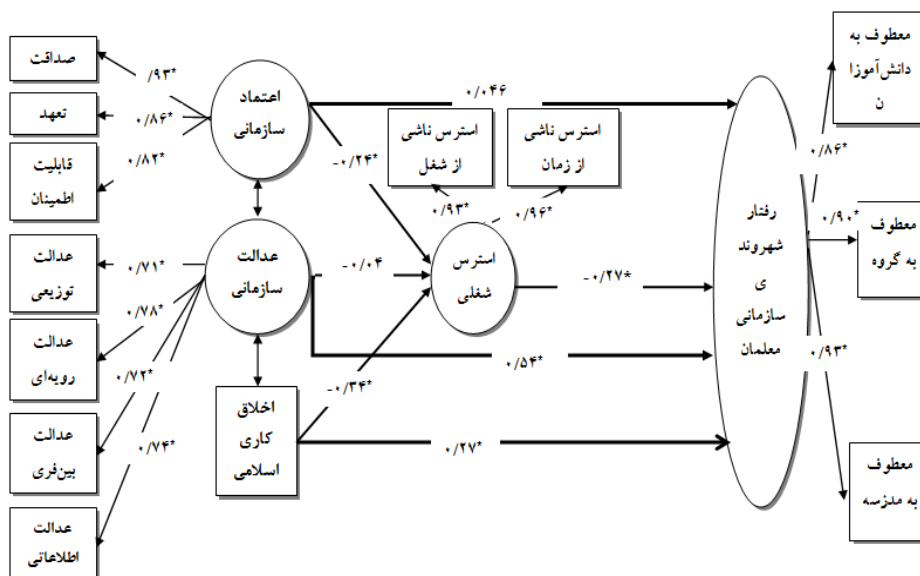 صداقت
تعهد
قابلیت
اطمینان
عدالت
توزیعی
عدالت
رویه‌ای
عدالت
بین‌فری
عدالت
اطلاعاتی
/۹۳*
۰/۸۶*
۰/۸۲*
۰/۷۱*
۰/۷۸*
۰/۷۲*
۰/۷۴*
اعتماد
سازمانی
عدالت
سازمانی
اخلاق
کاری
اسلامی
۰/۰۴۶
-۰/۲۴*
-۰/۰۴
-۰/۳۴*
۰/۵۴*
۰/۲۷*
استرس ناشی
از شغل
استرس ناشی
از زمان
۰/۹۳*
۰/۹۶*
استرس
شغلی
-۰/۲۷*
رفتار
شهروند
ی
سازمانی
معلمان
۰/۸۶*
۰/۹۰*
۰/۹۳*
معطوف به
دانش‌آموزا
ن
معطوف
به گروه
معطوف
به مدزسه